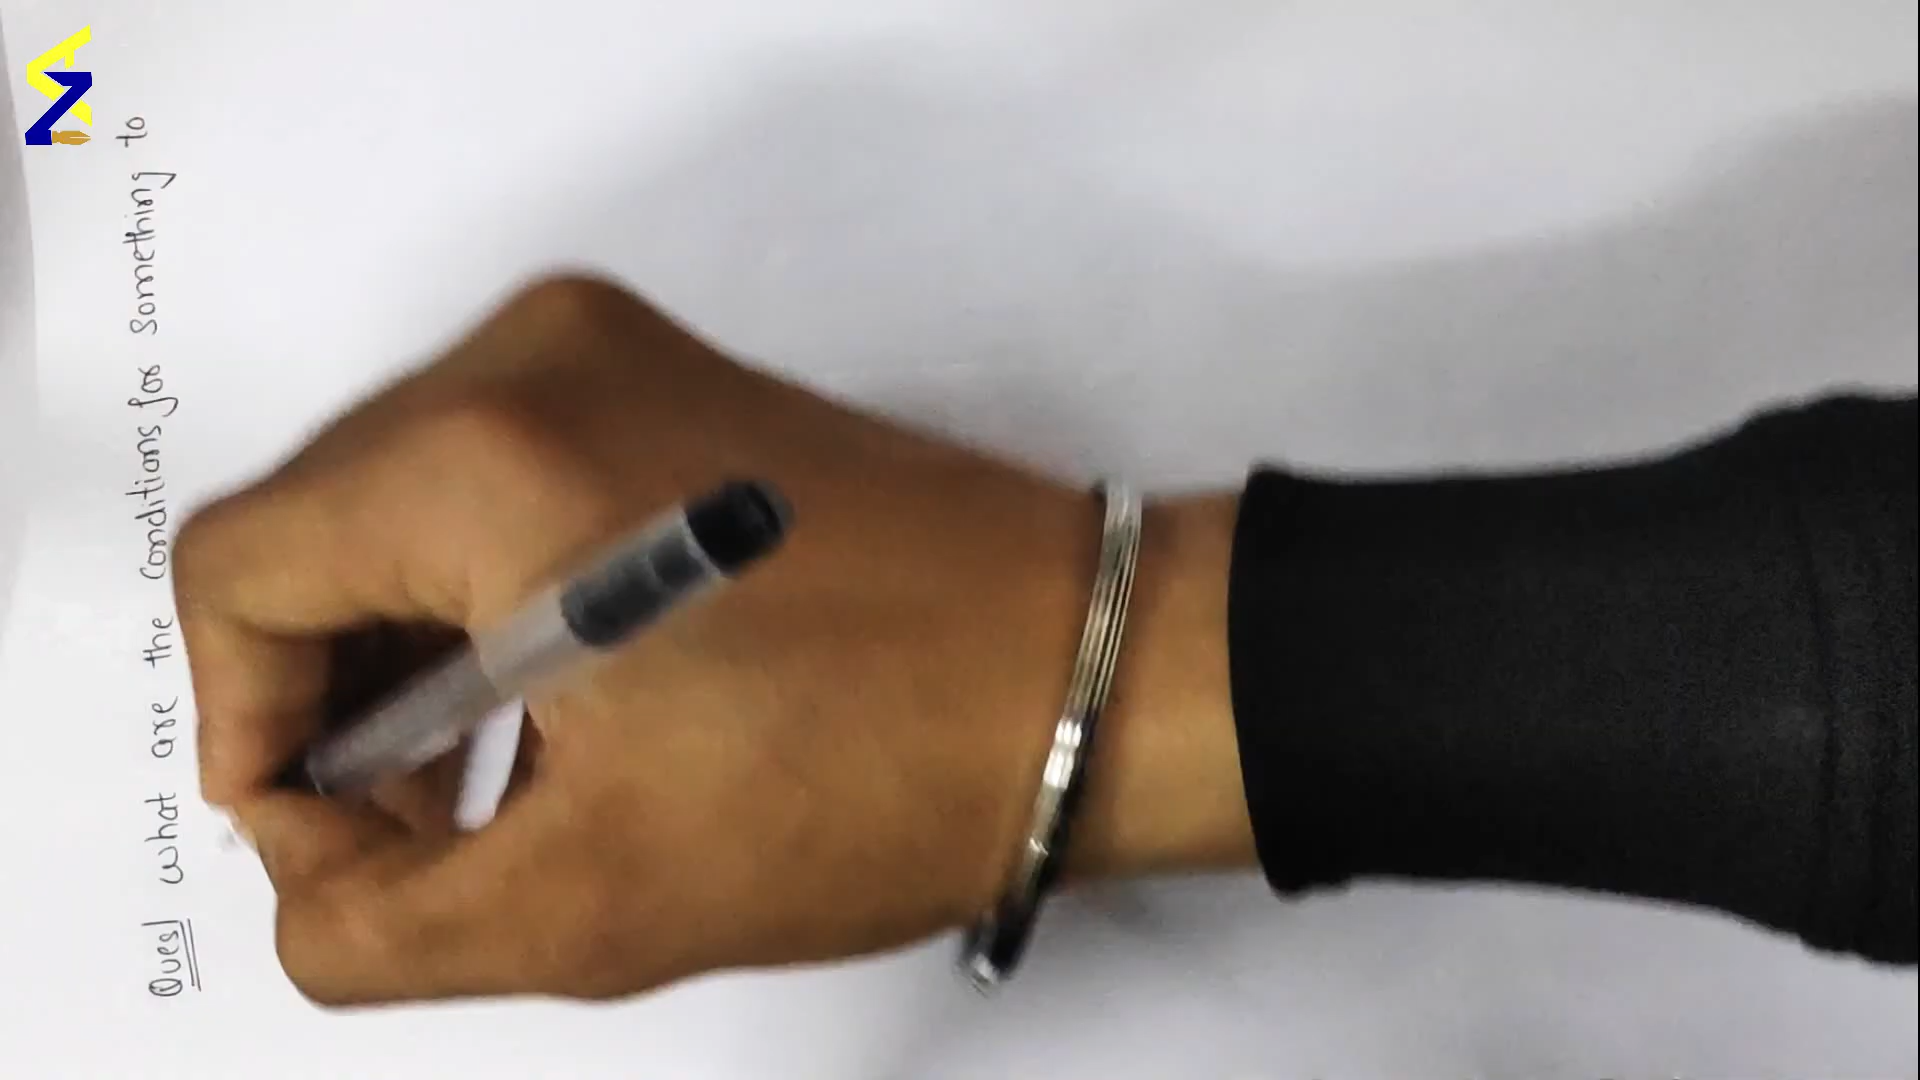 Ques] What are the conditions for something to